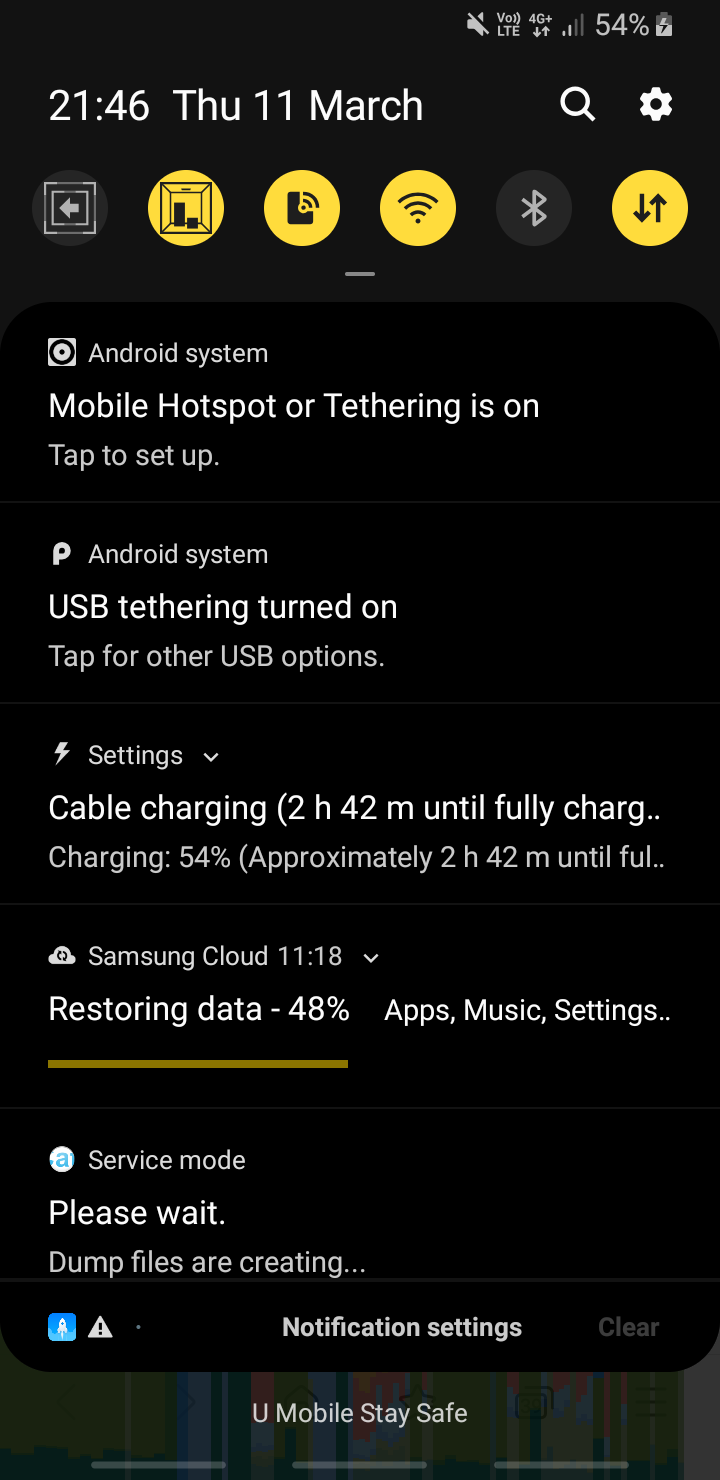 Vo)) LTE 4G+ 54%
21:46 Thu 11 March
Android system
Mobile Hotspot or Tethering is on
Tap to set up.
Android system
USB tethering turned on
Tap for other USB options.
Settings
Cable charging (2 h 42 m until fully charg..
Charging: 54% (Approximately 2 h 42 m until ful..
Samsung Cloud 11:18
Restoring data - 48% Apps, Music, Settings..
Service mode
Please wait.
Dump files are creating...
Notification settings Clear
U Mobile Stay Safe